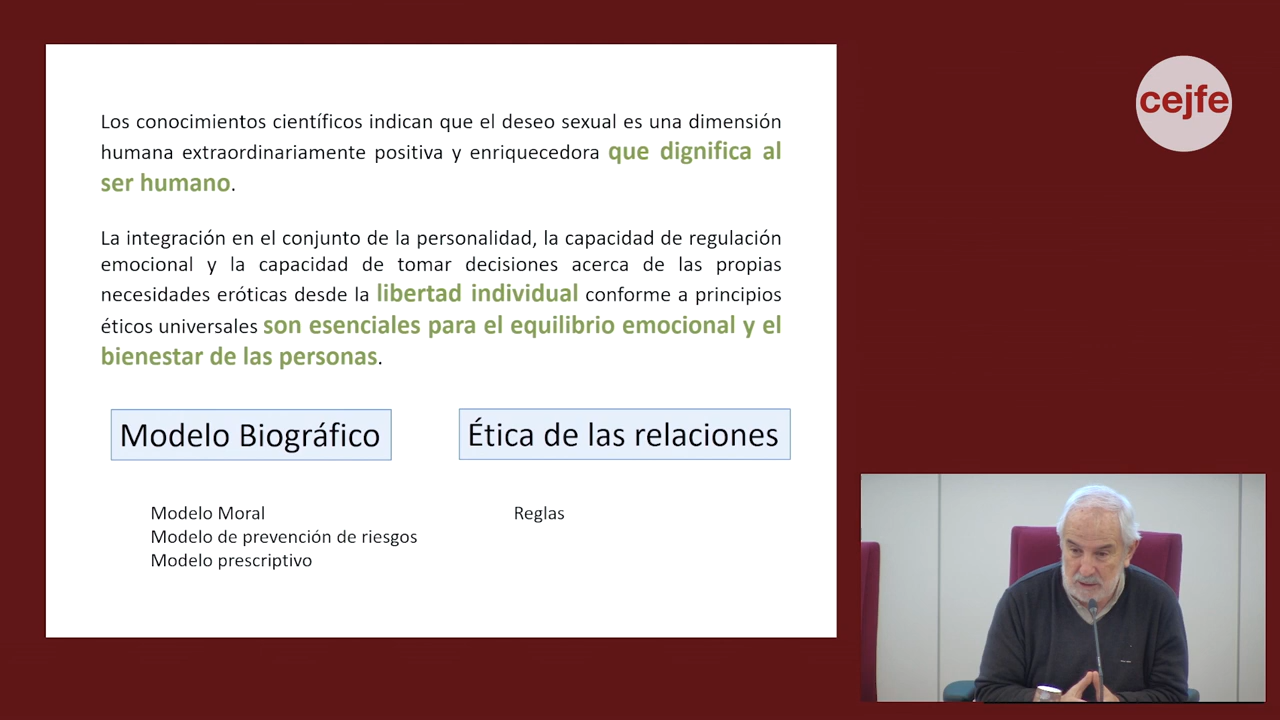 cejfe
Los conocimientos científicos indican que el deseo sexual es una dimensión
humana extraordinariamente positiva y enriquecedora que dignifica al
ser humano.
La integración en el conjunto de la personalidad, la capacidad de regulación
emocional y la capacidad de tomar decisiones acerca de las propias
necesidades eróticas desde la libertad individual conforme a principios
éticos universales son esenciales para el equilibrio emocional y el
bienestar de las personas.
Modelo Biográfico
Ética de las relaciones
Modelo Moral
Modelo de prevención de riesgos
Modelo prescriptivo
Reglas